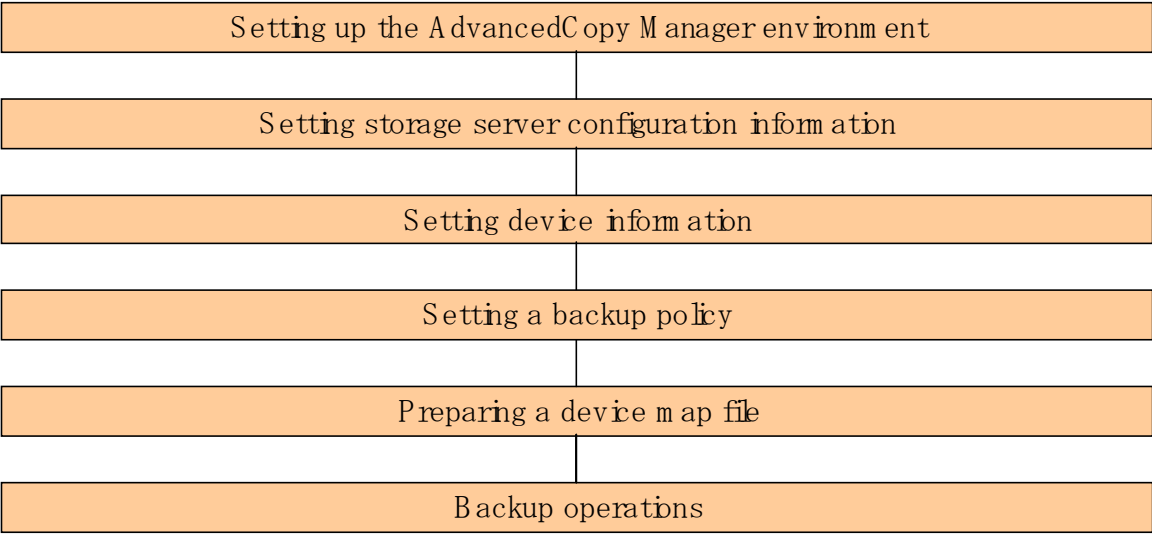 Setting up the AdvancedCopy Manager environment
Setting storage server configuration information
Setting device information
Setting a backup policy
Preparing a device map file
Backup operations